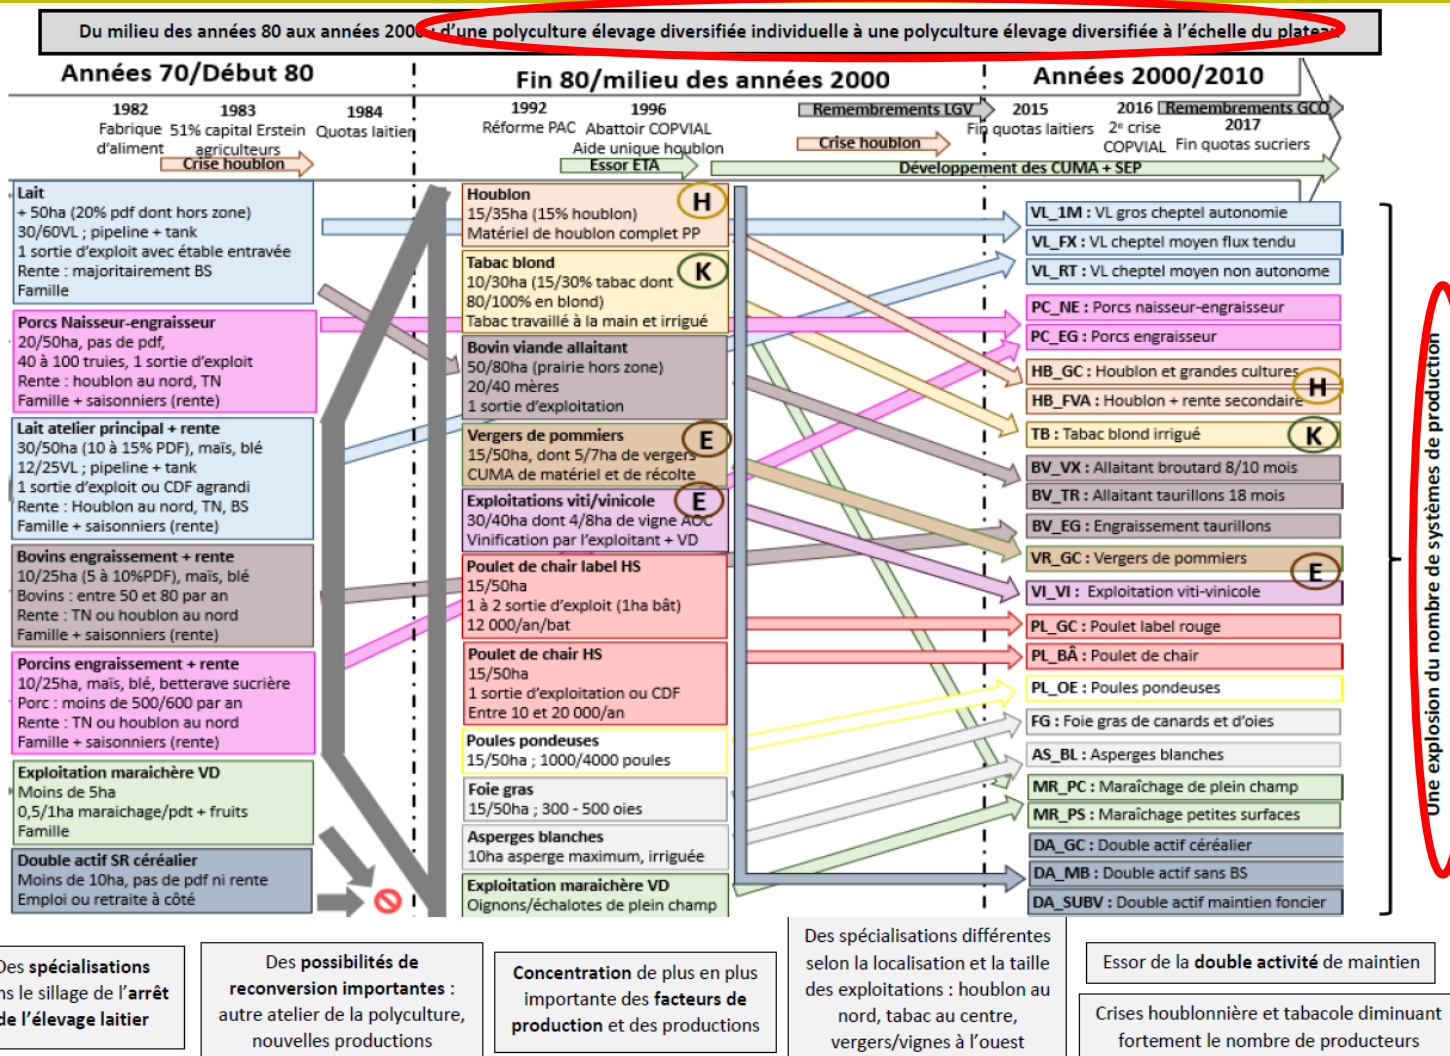 Du milieu des années 80 aux années 2000 : d'une polyculture élevage diversifiée individuelle à une polyculture élevage diversifiée à l'échelle du plateau
Années 70/Début 80
Fin 80/milieu des années 2000
Années 2000/2010
1982
Fabrique
d'aliment
1983
51% capital Erstein
agriculteurs
1984
Quotas laitier
Crise houblon
1992
Réforme PAC
1996
Abattoir COPVIAL
Aide unique houblon
Essor ETA
Remembrements LGV
Crise houblon
2015
Fin quotas laitiers
2016
2e crise
COPVIAL
Remembrements GCO
2017
Fin quotas sucriers
Développement des CUMA + SEP
Lait
+ 50ha (20% pdf dont hors zone)
30/60VL ; pipeline + tank
1 sortie d'exploit avec étable entravée
Rente : majoritairement BS
Famille
Porcs Naisseur-engraisseur
20/50ha, pas de pdf,
40 à 100 truies, 1 sortie d'exploit
Rente : houblon au nord, TN
Famille + saisonniers (rente)
Lait atelier principal + rente
30/50ha (10 à 15% PDF), maïs, blé
12/25VL ; pipeline + tank
1 sortie d'exploit ou CDF agrandi
Rente : Houblon au nord, TN, BS
Famille + saisonniers (rente)
Bovins engraissement + rente
10/25ha (5 à 10%PDF), maïs, blé
Bovins : entre 50 et 80 par an
Rente : TN ou houblon au nord
Famille + saisonniers (rente)
Porcins engraissement + rente
10/25ha, maïs, blé, betterave sucrière
Porc : moins de 500/600 par an
Rente : TN ou houblon au nord
Famille + saisonniers (rente)
Exploitation maraichère VD
Moins de 5ha
0,5/1ha maraichage/pdt + fruits
Famille
Double actif SR céréalier
Moins de 10ha, pas de pdf ni rente
Emploi ou retraite à côté
Houblon
15/35ha (15% houblon)
Matériel de houblon complet PP
H
Tabac blond
10/30ha (15/30% tabac dont
80/100% en blond)
Tabac travaillé à la main et irrigué
K
Bovin viande allaitant
50/80ha (prairie hors zone)
20/40 mères
1 sortie d'exploitation
Vergers de pommiers
15/50ha, dont 5/7ha de vergers
CUMA de matériel et de récolte
E
Exploitations viti/vinicole
30/40ha dont 4/8ha de vigne AOC
Vinification par l'exploitant + VD
E
Poulet de chair label HS
15/50ha
1 à 2 sortie d'exploit (1ha bât)
12 000/an/bat
Poulet de chair HS
15/50ha
1 sortie d'exploitation ou CDF
Entre 10 et 20 000/an
Poules pondeuses
15/50ha ; 1000/4000 poules
Foie gras
15/50ha ; 300 - 500 oies
Asperges blanches
10ha asperge maximum, irriguée
Exploitation maraichère VD
Oignons/échalotes de plein champ
VL_1M : VL gros cheptel autonomie
VL_FX : VL cheptel moyen flux tendu
VL_RT : VL cheptel moyen non autonome
PC_NE : Porcs naisseur-engraisseur
PC_EG : Porcs engraisseur
HB_GC : Houblon et grandes cultures
HB_FVA : Houblon + rente secondaire
H
TB : Tabac blond irrigué
K
BV_VX : Allaitant broutard 8/10 mois
BV_TR : Allaitant taurillons 18 mois
BV_EG : Engraissement taurillons
VR_GC : Vergers de pommiers
VI_VI : Exploitation viti-vinicole
E
PL_GC : Poulet label rouge
PL_BÂ : Poulet de chair
PL_OE : Poules pondeuses
FG : Foie gras de canards et d'oies
AS_BL : Asperges blanches
MR_PC : Maraîchage de plein champ
MR_PS : Maraîchage petites surfaces
DA_GC : Double actif céréalier
DA_MB : Double actif sans BS
DA_SUBV : Double actif maintien foncier
Une explosion du nombre de systèmes de production
Des spécialisations
ns le sillage de l'arrêt
de l'élevage laitier
Des possibilités de
reconversion importantes :
autre atelier de la polyculture,
nouvelles productions
Concentration de plus en plus
importante des facteurs de
production et des productions
Des spécialisations différentes
selon la localisation et la taille
des exploitations : houblon au
nord, tabac au centre,
vergers/vignes à l'ouest
Essor de la double activité de maintien
Crises houblonnière et tabacole diminuant
fortement le nombre de producteurs